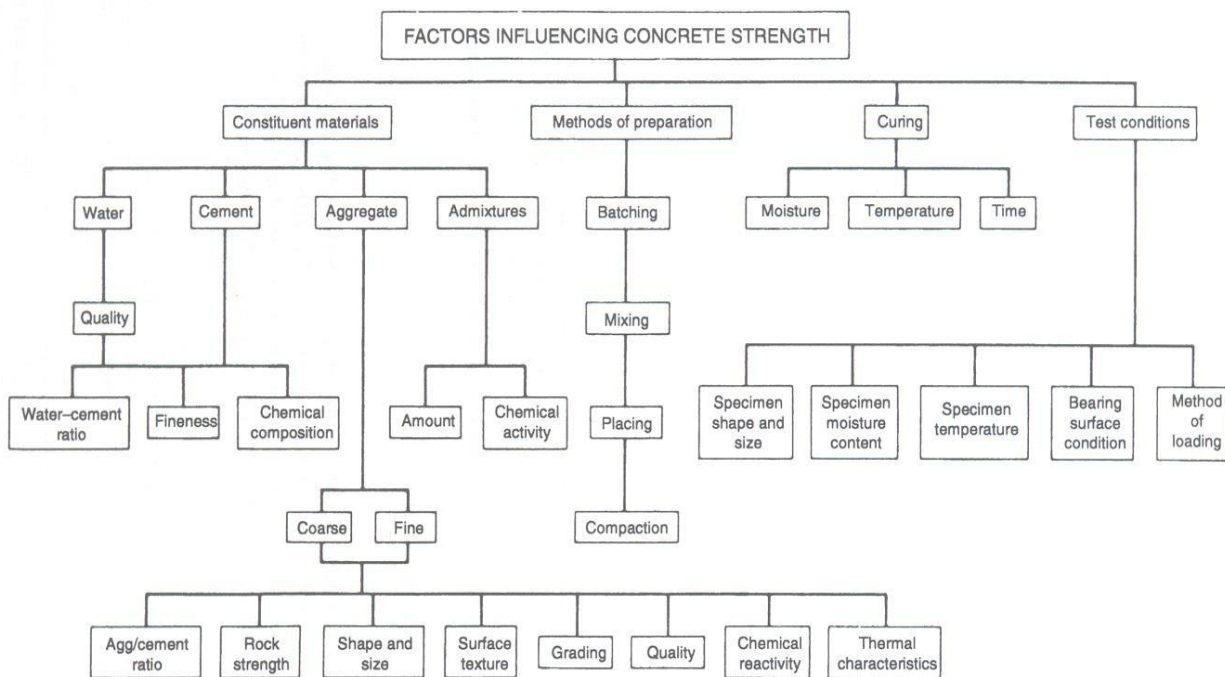 FACTORS INFLUENCING CONCRETE STRENGTH
Constituent materials
Methods of preparation
Curing
Test conditions
Water
Cement
Aggregate
Admixtures
Batching
Moisture
Temperature
Time
Quality
Mixing
Water–cement
ratio
Fineness
Chemical
composition
Amount
Chemical
activity
Placing
Specimen
shape and
size
Specimen
moisture
content
Specimen
temperature
Bearing
surface
condition
Method
of
loading
Coarse
Fine
Compaction
Agg/cement
ratio
Rock
strength
Shape and
size
Surface
texture
Grading
Quality
Chemical
reactivity
Thermal
characteristics